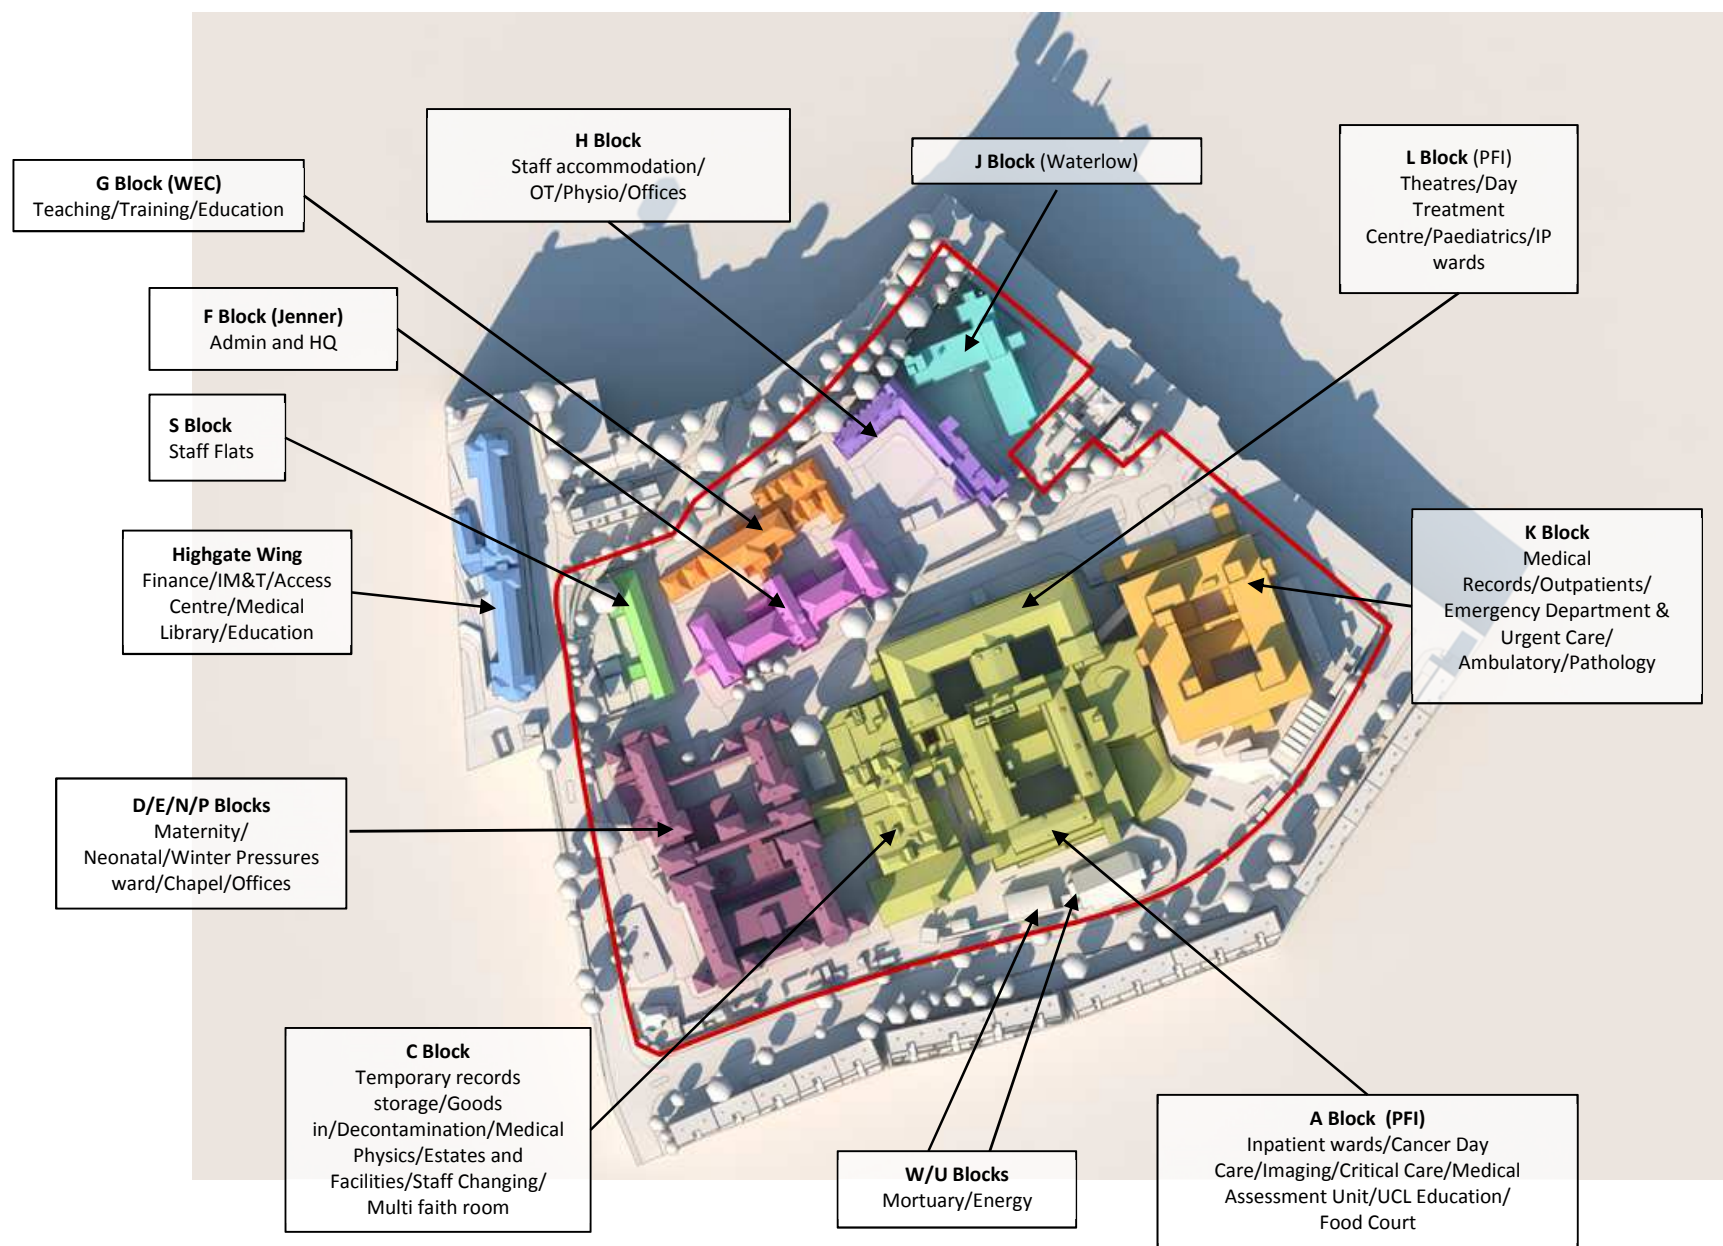 H Block
Staff accommodation/
OT/Physio/Offices
J Block (Waterlow)
L Block (PFI)
Theatres/Day
Treatment
Centre/Paediatrics/IP
wards
G Block (WEC)
Teaching/Training/Education
F Block (Jenner)
Admin and HQ
S Block
Staff Flats
Highgate Wing
Finance/IM&T/Access
Centre/Medical
Library/Education
K Block
Medical
Records/Outpatients/
Emergency Department &
Urgent Care/
Ambulatory/Pathology
D/E/N/P Blocks
Maternity/
Neonatal/Winter Pressures
ward/Chapel/Offices
C Block
Temporary records
storage/Goods
in/Decontamination/Medical
Physics/Estates and
Facilities/Staff Changing/
Multi faith room
W/U Blocks
Mortuary/Energy
A Block (PFI)
Inpatient wards/Cancer Day
Care/Imaging/Critical Care/Medical
Assessment Unit/UCL Education/
Food Court